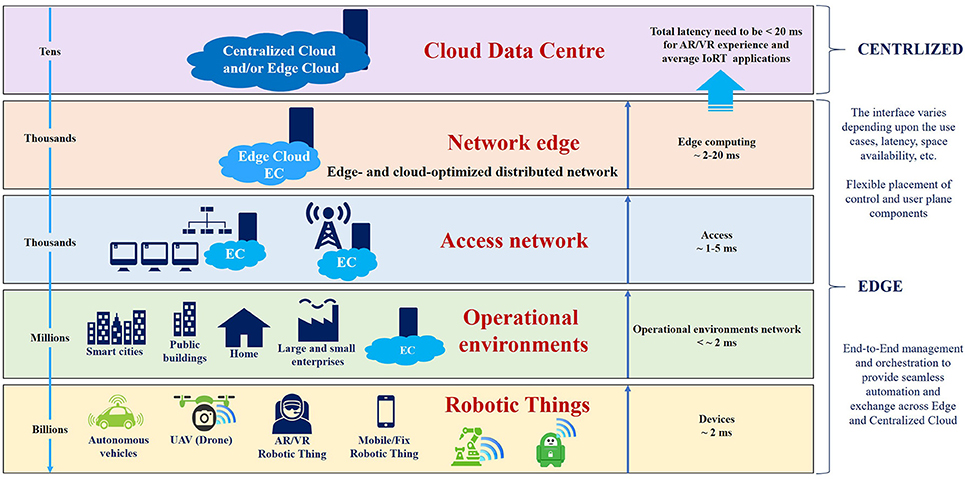 Tens
Centralized Cloud
and/or Edge Cloud
Cloud Data Centre
Total latency need to be < 20 ms
for AR/VR experience and
average IoRT applications
CENTRLIZED
Thousands
Edge Cloud
EC
Network edge
Edge- and cloud-optimized distributed network
Edge computing
~ 2-20 ms
The interface varies
depending upon the use
cases, latency, space
availability, etc.
Flexible placement of
control and user plane
components
Thousands
EC
EC
Access network
Access
~ 1-5 ms
EDGE
Millions
Smart cities
Public
buildings
Home
Large and small
enterprises
EC
Operational
environments
Operational environments network
< ~ 2 ms
End-to-End management
and orchestration to
provide seamless
automation and
exchange across Edge
and Centralized Cloud
Billions
Autonomous
vehicles
UAV (Drone)
AR/VR
Robotic Thing
Mobile/Fix
Robotic Thing
Robotic Things
Devices
~ 2 ms